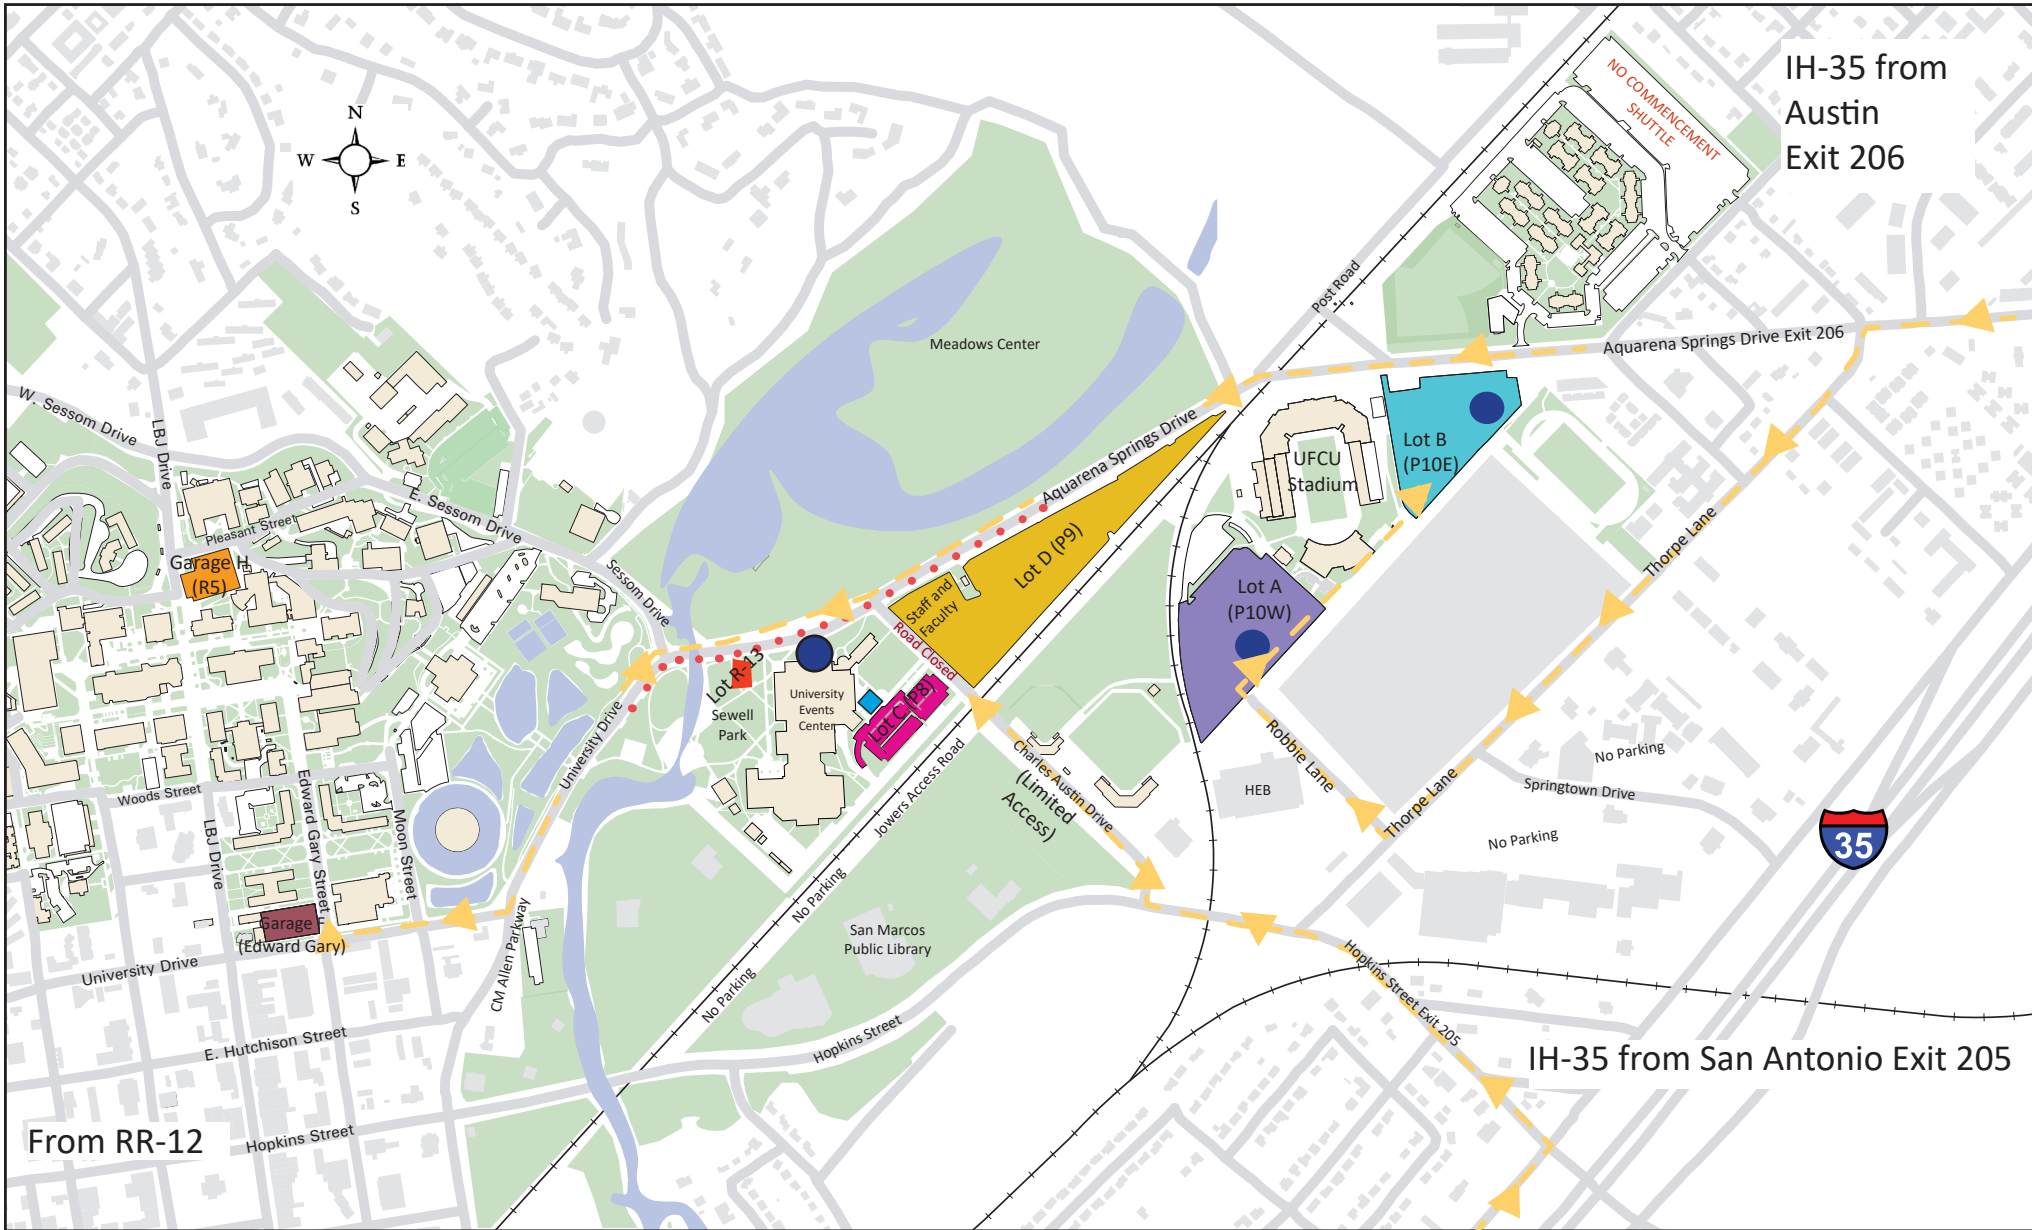 IH-35 from
Austin
Exit 206
NO COMMENCEMENT
SHUTTLE
N
W
E
S
Post Road
Meadows Center
Aquarena Springs Drive Exit 206
W. Sessom Drive
LBJ Drive
Aquarena Springs Drive
Lot B
(P10E)
UFCU
Stadium
E. Sessom Drive
Pleasant Street
Garage H
(R5)
Sessom Drive
Lot D (P9)
Staff and
Faculty
Road Closed
Lot A
(P10W)
Thorpe Lane
Lot R-13
Sewell
Park
University
Events
Center
Lot C (P8)
University Drive
Jowers Access Road
Charles Austin Drive
(Limited
Access)
Robbie Lane
HEB
No Parking
Springtown Drive
Thorpe Lane
No Parking
35
Woods Street
LBJ Drive
Edward Gary Street
Moon Street
Garage
(Edward Gary)
University Drive
CM Allen Parkway
No Parking
San Marcos
Public Library
No Parking
Hopkins Street
Hopkins Street Exit 205
E. Hutchison Street
IH-35 from San Antonio Exit 205
From RR-12
Hopkins Street